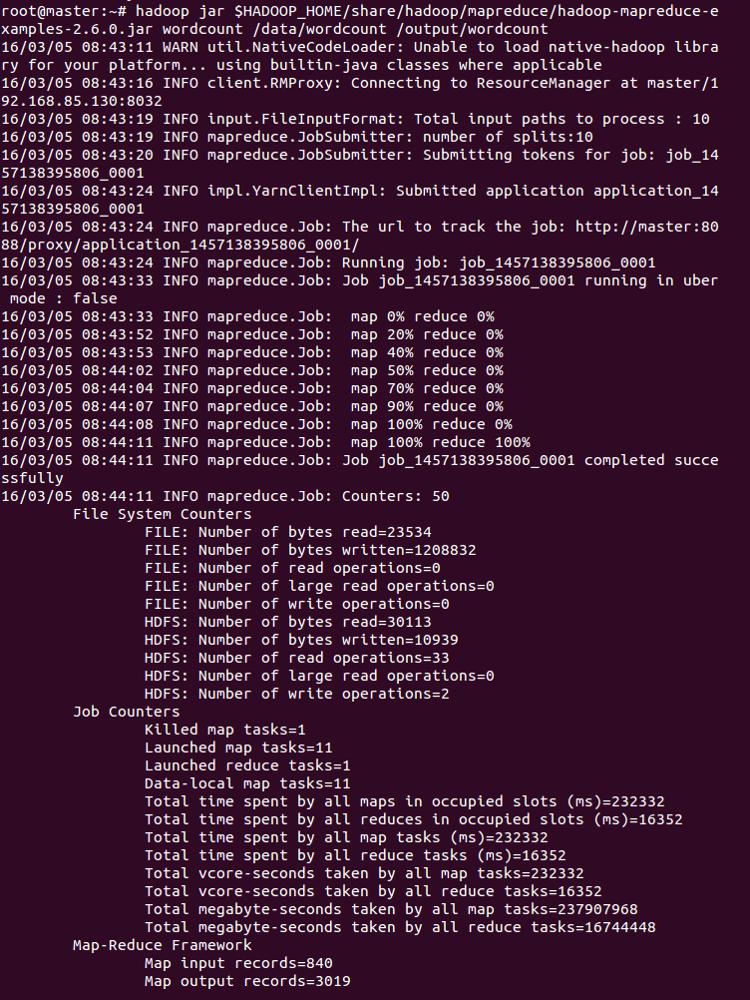 root@master:~# hadoop jar $HADOOP_HOME/share/hadoop/mapreduce/hadoop-mapreduce-e
xamples-2.6.0.jar wordcount /data/wordcount /output/wordcount
16/03/05 08:43:11 WARN util.NativeCodeLoader: Unable to load native-hadoop libra
ry for your platform... using builtin-java classes where applicable
16/03/05 08:43:16 INFO client.RMProxy: Connecting to ResourceManager at master/1
92.168.85.130:8032
16/03/05 08:43:19 INFO input.FileInputFormat: Total input paths to process : 10
16/03/05 08:43:19 INFO mapreduce.JobSubmitter: number of splits:10
16/03/05 08:43:20 INFO mapreduce.JobSubmitter: Submitting tokens for job: job_14
57138395806_0001
16/03/05 08:43:24 INFO impl.YarnClientImpl: Submitted application application_14
57138395806_0001
16/03/05 08:43:24 INFO mapreduce.Job: The url to track the job: http://master:80
88/proxy/application_1457138395806_0001/
16/03/05 08:43:24 INFO mapreduce.Job: Running job: job_1457138395806_0001
16/03/05 08:43:33 INFO mapreduce.Job: Job job_1457138395806_0001 running in uber
 mode : false
16/03/05 08:43:33 INFO mapreduce.Job:  map 0% reduce 0%
16/03/05 08:43:52 INFO mapreduce.Job:  map 20% reduce 0%
16/03/05 08:43:53 INFO mapreduce.Job:  map 40% reduce 0%
16/03/05 08:44:02 INFO mapreduce.Job:  map 50% reduce 0%
16/03/05 08:44:04 INFO mapreduce.Job:  map 70% reduce 0%
16/03/05 08:44:07 INFO mapreduce.Job:  map 90% reduce 0%
16/03/05 08:44:08 INFO mapreduce.Job:  map 100% reduce 0%
16/03/05 08:44:11 INFO mapreduce.Job:  map 100% reduce 100%
16/03/05 08:44:11 INFO mapreduce.Job: Job job_1457138395806_0001 completed succe
ssfully
16/03/05 08:44:11 INFO mapreduce.Job: Counters: 50
        File System Counters
                FILE: Number of bytes read=23534
                FILE: Number of bytes written=1208832
                FILE: Number of read operations=0
                FILE: Number of large read operations=0
                FILE: Number of write operations=0
                HDFS: Number of bytes read=30113
                HDFS: Number of bytes written=10939
                HDFS: Number of read operations=33
                HDFS: Number of large read operations=0
                HDFS: Number of write operations=2
        Job Counters
                Killed map tasks=1
                Launched map tasks=11
                Launched reduce tasks=1
                Data-local map tasks=11
                Total time spent by all maps in occupied slots (ms)=232332
                Total time spent by all reduces in occupied slots (ms)=16352
                Total time spent by all map tasks (ms)=232332
                Total time spent by all reduce tasks (ms)=16352
                Total vcore-seconds taken by all map tasks=232332
                Total vcore-seconds taken by all reduce tasks=16352
                Total megabyte-seconds taken by all map tasks=237907968
                Total megabyte-seconds taken by all reduce tasks=16744448
        Map-Reduce Framework
                Map input records=840
                Map output records=3019